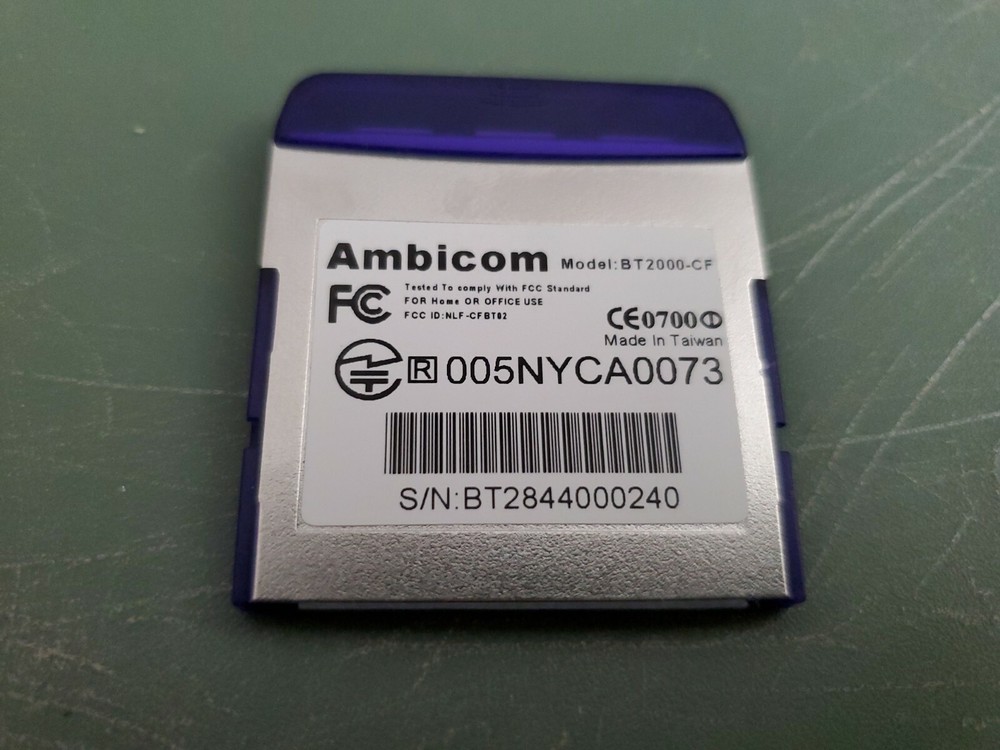 Ambicom Model:BT2000-CF
FC Tested To comply With FCC Standard
FOR Home OR OFFICE USE
FCC ID:NLF-CFBT02
CE0700
Made In Taiwan
R 005NYCA0073
S/N:BT2844000240